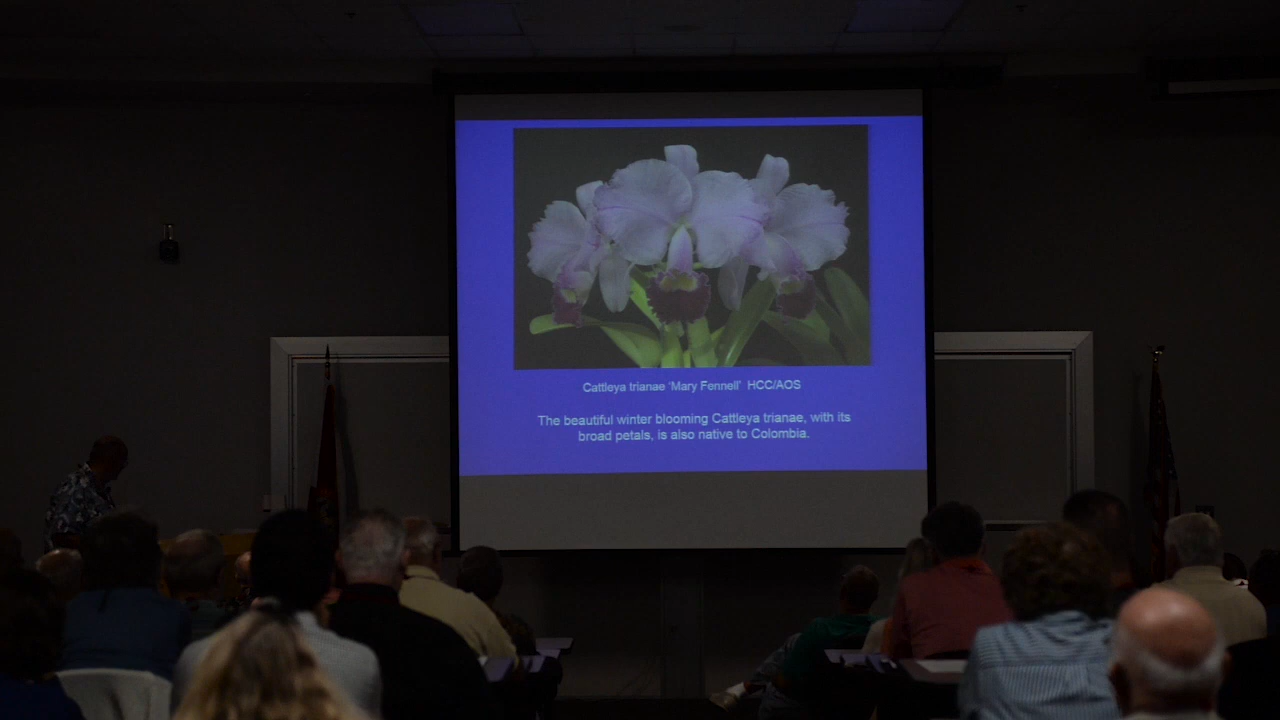 Cattleya trianae 'Mary Fennell' HCC/AOS
The beautiful winter blooming Cattleya trianae, with its
broad petals, is also native to Colombia.